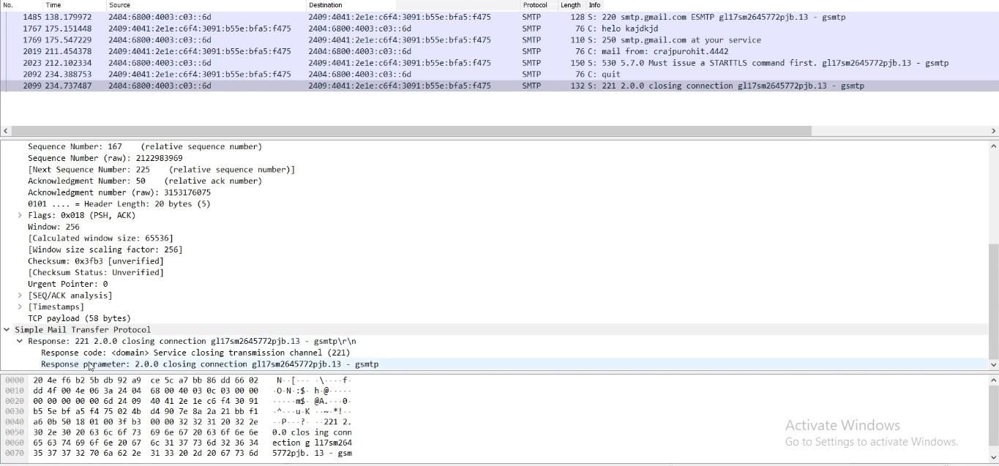 No. Time Source Destination Protocol Length Info
1485 138.179972 2404:6800:4003:c03::6d 2409:4041:2e1e:c6f4:3091:b55e:bfa5:f475 SMTP 128 S: 220 smtp.gmail.com ESMTP gl17sm2645772pjb.13 - gsmtp
1767 175.151448 2409:4041:2e1e:c6f4:3091:b55e:bfa5:f475 2404:6800:4003:c03::6d SMTP 76 C: helo kajdkjd
1769 175.547229 2404:6800:4003:c03::6d 2409:4041:2e1e:c6f4:3091:b55e:bfa5:f475 SMTP 110 S: 250 smtp.gmail.com at your service
2019 211.454378 2409:4041:2e1e:c6f4:3091:b55e:bfa5:f475 2404:6800:4003:c03::6d SMTP 76 C: mail from: crajpurohit.4442
2023 212.102334 2404:6800:4003:c03::6d 2409:4041:2e1e:c6f4:3091:b55e:bfa5:f475 SMTP 150 S: 530 5.7.0 Must issue a STARTTLS command first. gl17sm2645772pjb.13 - gsmtp
2092 234.388753 2409:4041:2e1e:c6f4:3091:b55e:bfa5:f475 2404:6800:4003:c03::6d SMTP 76 C: quit
2099 234.737487 2404:6800:4003:c03::6d 2409:4041:2e1e:c6f4:3091:b55e:bfa5:f475 SMTP 132 S: 221 2.0.0 closing connection gl17sm2645772pjb.13 - gsmtp
Sequence Number: 167 (relative sequence number)
Sequence Number (raw): 2122983969
[Next Sequence Number: 225 (relative sequence number)]
Acknowledgment Number: 50 (relative ack number)
Acknowledgment number (raw): 3153176075
0101 .... = Header Length: 20 bytes (5)
Flags: 0x018 (PSH, ACK)
Window: 256
[Calculated window size: 65536]
[Window size scaling factor: 256]
Checksum: 0x3fb3 [unverified]
[Checksum Status: Unverified]
Urgent Pointer: 0
[SEQ/ACK analysis]
[Timestamps]
TCP payload (58 bytes)
Simple Mail Transfer Protocol
Response: 221 2.0.0 closing connection gl17sm2645772pjb.13 - gsmtp\r\n
Response code: <domain> Service closing transmission channel (221)
Response parameter: 2.0.0 closing connection gl17sm2645772pjb.13 - gsmtp
0000 20 4e f6 b2 5b db 92 a9 ce 5c a7 bb 86 dd 66 02 N··[··· ·\····f·
0010 dd 4f 00 4e 06 3a 24 04 68 00 40 03 0c 03 00 00 ·O·N·:$· h·@·····
0020 00 00 00 00 00 6d 24 09 40 41 2e 1e c6 f4 30 91 ·····m$· @A.···0·
0030 b5 5e bf a5 f4 75 02 4b d4 90 7e 8a 2a 21 bb f1 ·^···u·K ··~·*!··
0040 a6 0b 50 18 01 00 3f b3 00 00 32 32 31 20 32 2e ··P···?· ··221 2.
0050 30 2e 30 20 63 6c 6f 73 69 6e 67 20 63 6f 6e 6e 0.0 clos ing conn
0060 65 63 74 69 6f 6e 20 67 6c 31 37 73 6d 32 36 34 ection g l17sm264
0070 35 37 37 32 70 6a 62 2e 31 33 20 2d 20 67 73 6d 5772pjb. 13 - gsm
Activate Windows
Go to Settings to activate Windows.